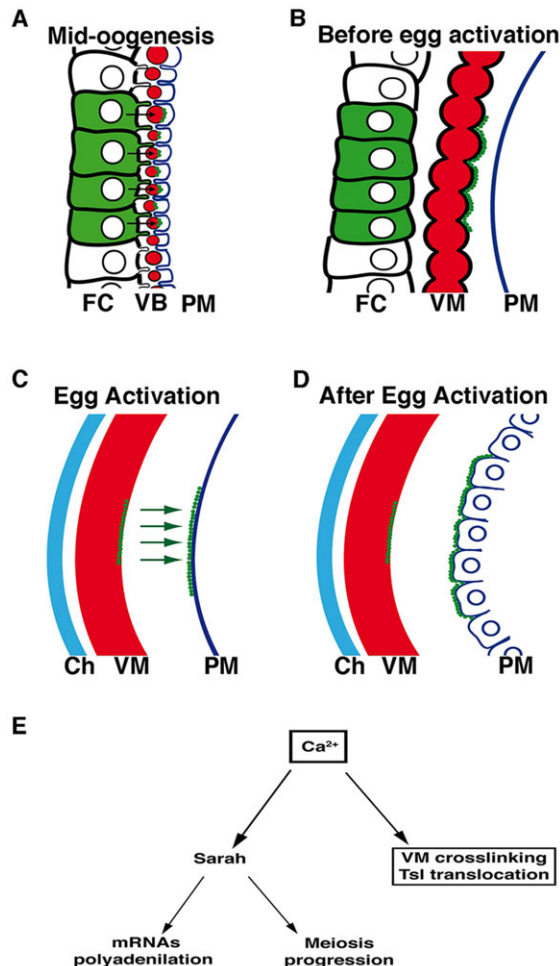 A
Mid-oogenesis
FC VB PM
B
Before egg activation
FC VM PM
C
Egg Activation
Ch VM PM
D
After Egg Activation
Ch VM PM
E
Ca²⁺
Sarah
VM crosslinking
Tsl translocation
mRNAs
polyadenilation
Meiosis
progression